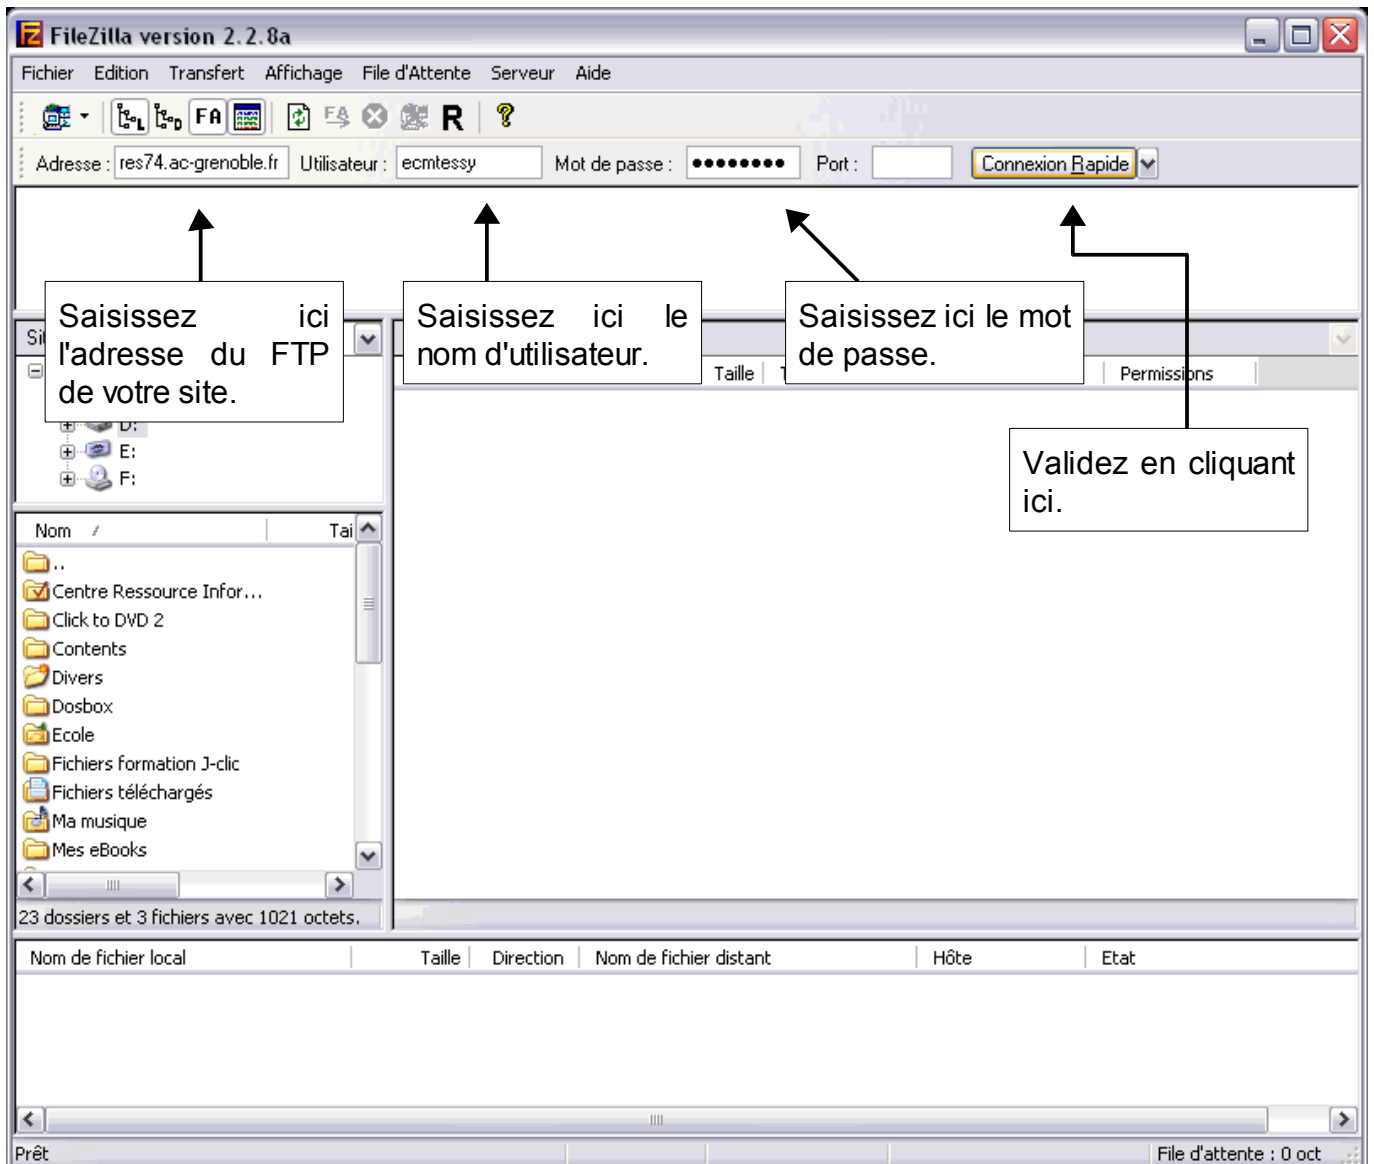 FileZilla version 2.2.8a
Fichier Edition Transfert Affichage File d'Attente Serveur Aide
FA FA R ?
Adresse : res74.ac-grenoble.fr Utilisateur : ecmtessy Mot de passe : ●●●●●●●● Port : Connexion Rapide
Saisissez ici
l'adresse du FTP
de votre site.
Saisissez ici le
nom d'utilisateur.
Saisissez ici le mot
de passe.
Validez en cliquant
ici.
Taille Permissions
D:
E:
F:
Nom Tai
..
Centre Ressource Infor...
Click to DVD 2
Contents
Divers
Dosbox
Ecole
Fichiers formation J-clic
Fichiers téléchargés
Ma musique
Mes eBooks
23 dossiers et 3 fichiers avec 1021 octets.
Nom de fichier local Taille Direction Nom de fichier distant Hôte Etat
Prêt File d'attente : 0 oct